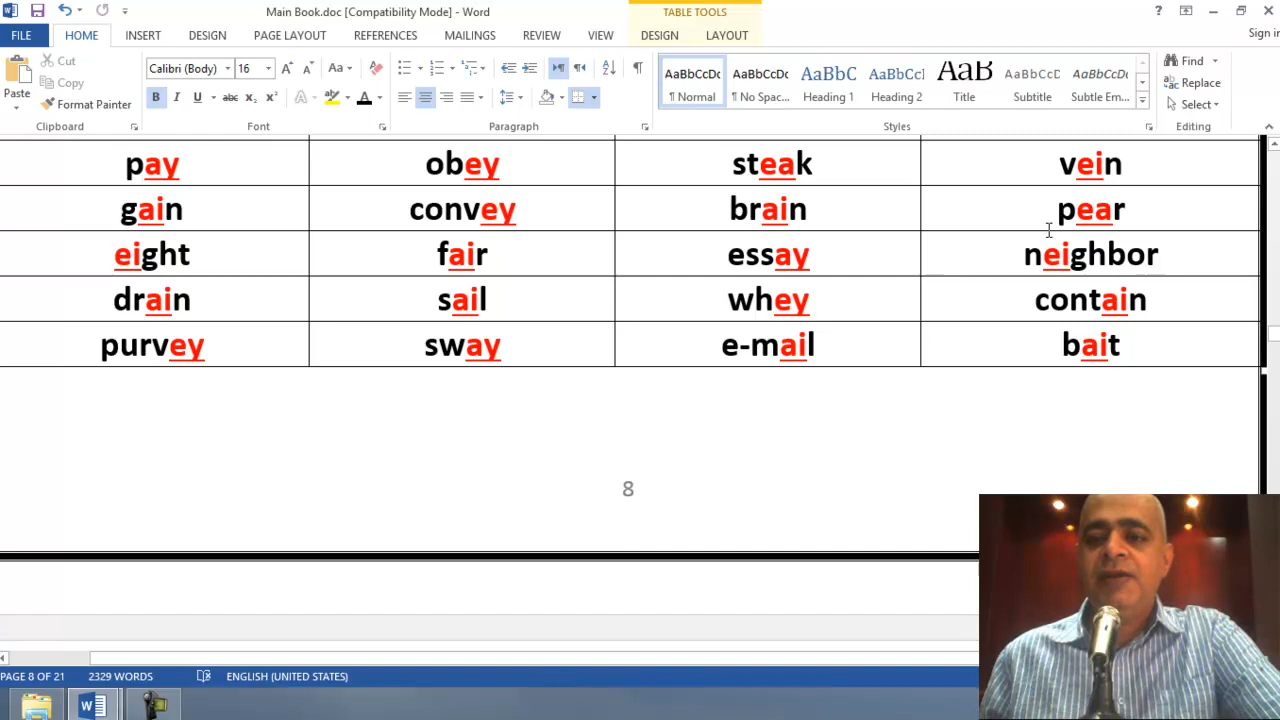 Main Book.doc [Compatibility Mode] - Word
TABLE TOOLS
?
FILE HOME INSERT DESIGN PAGE LAYOUT REFERENCES MAILINGS REVIEW VIEW DESIGN LAYOUT Sign in
Paste
Cut
Copy
Format Painter
Calibri (Body) 16
AaBbCcDc AaBbCcDc AaBbC AaBbCcI AaB AaBbCcD AaBbCcDc
¶ Normal ¶ No Spac... Heading 1 Heading 2 Title Subtitle Subtle Em...
Find
Replace
Select
Clipboard Font Paragraph Styles Editing
pay obey steak vein
gain convey brain pear
eight fair essay neighbor
drain sail whey contain
purvey sway e-mail bait
8
PAGE 8 OF 21 2329 WORDS ENGLISH (UNITED STATES)